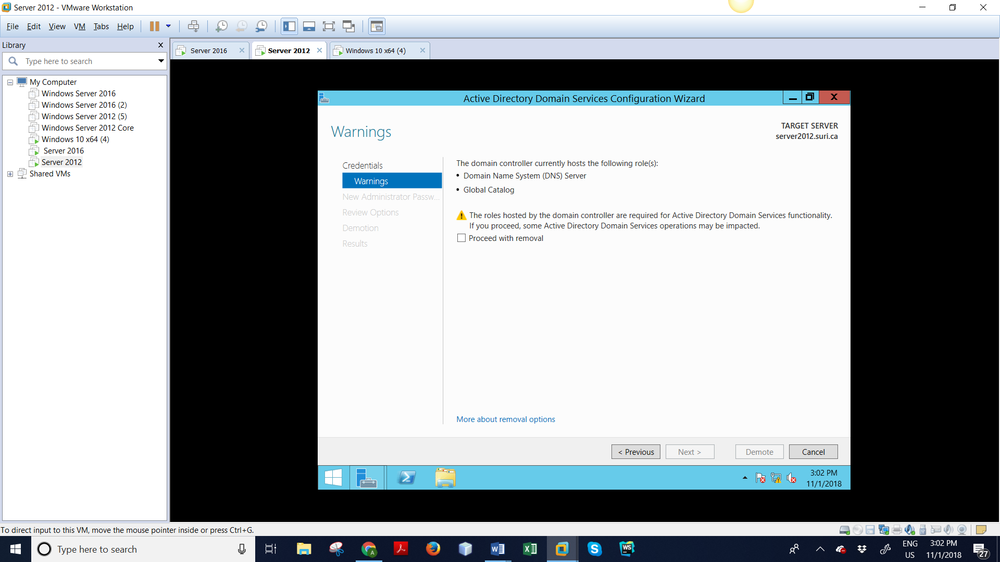 Server 2012 - VMware Workstation
File Edit View VM Tabs Help
Library
Type here to search
My Computer
Windows Server 2016
Windows Server 2016 (2)
Windows Server 2012 (5)
Windows Server 2012 Core
Windows 10 x64 (4)
Server 2016
Server 2012
Shared VMs
Server 2016
Server 2012
Windows 10 x64 (4)
Active Directory Domain Services Configuration Wizard
Warnings
TARGET SERVER
server2012.suri.ca
Credentials
Warnings
New Administrator Passw...
Review Options
Demotion
Results
The domain controller currently hosts the following role(s):
• Domain Name System (DNS) Server
• Global Catalog
The roles hosted by the domain controller are required for Active Directory Domain Services functionality.
If you proceed, some Active Directory Domain Services operations may be impacted.
Proceed with removal
More about removal options
< Previous
Next >
Demote
Cancel
3:02 PM
11/1/2018
To direct input to this VM, move the mouse pointer inside or press Ctrl+G.
Type here to search
A
WS
ENG
US
3:02 PM
11/1/2018
27